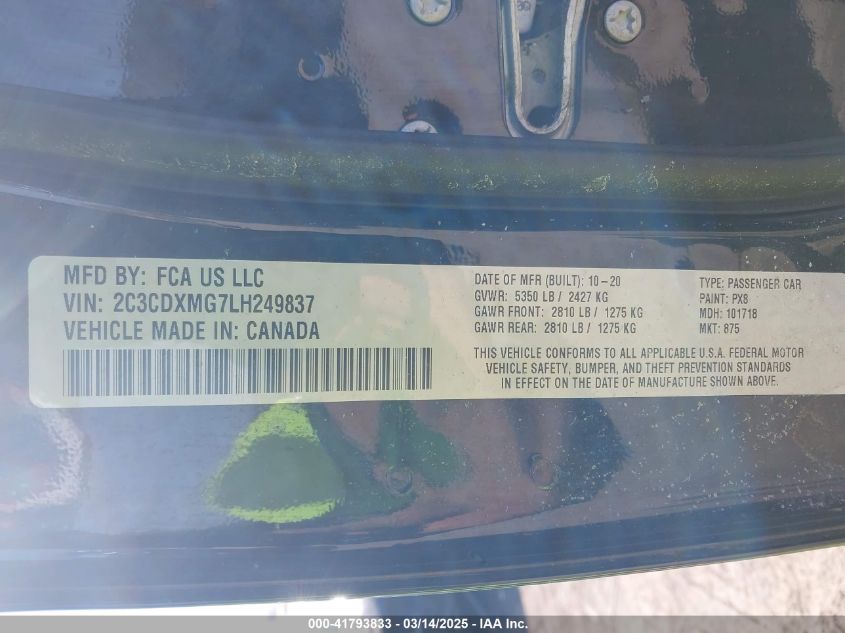 MFD BY: FCA US LLC
VIN: 2C3CDXMG7LH249837
VEHICLE MADE IN: CANADA
DATE OF MFR (BUILT): 10-20
GVWR: 5350 LB / 2427 KG
GAWR FRONT: 2810 LB / 1275 KG
GAWR REAR: 2810 LB / 1275 KG
TYPE: PASSENGER CAR
PAINT: PX8
MDH: 101718
MKT: 875
THIS VEHICLE CONFORMS TO ALL APPLICABLE U.S.A. FEDERAL MOTOR
VEHICLE SAFETY, BUMPER, AND THEFT PREVENTION STANDARDS
IN EFFECT ON THE DATE OF MANUFACTURE SHOWN ABOVE.
000-41793833 - 03/14/2025 - IAA Inc.